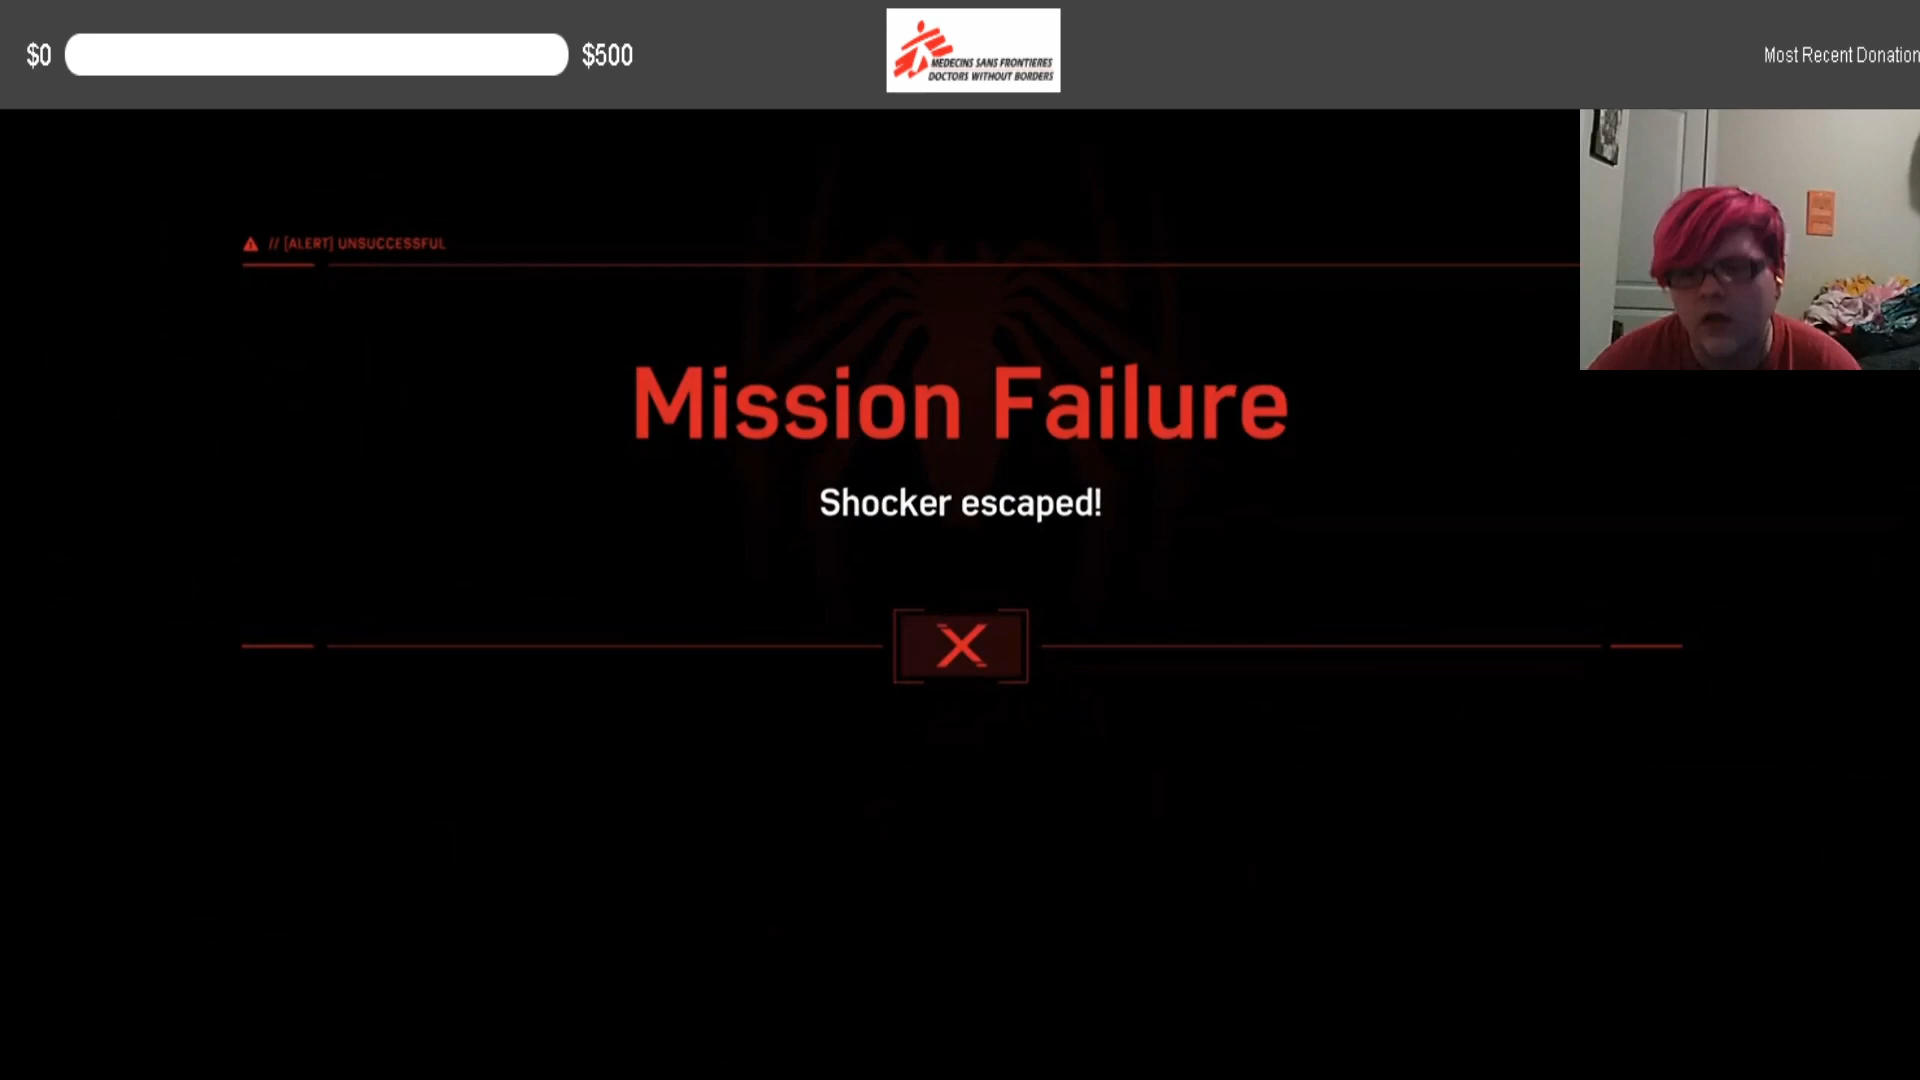 $0
$500
MEDECINS SANS FRONTIERES
DOCTORS WITHOUT BORDERS
Most Recent Donation
// [ALERT] UNSUCCESSFUL
Mission Failure
Shocker escaped!
X